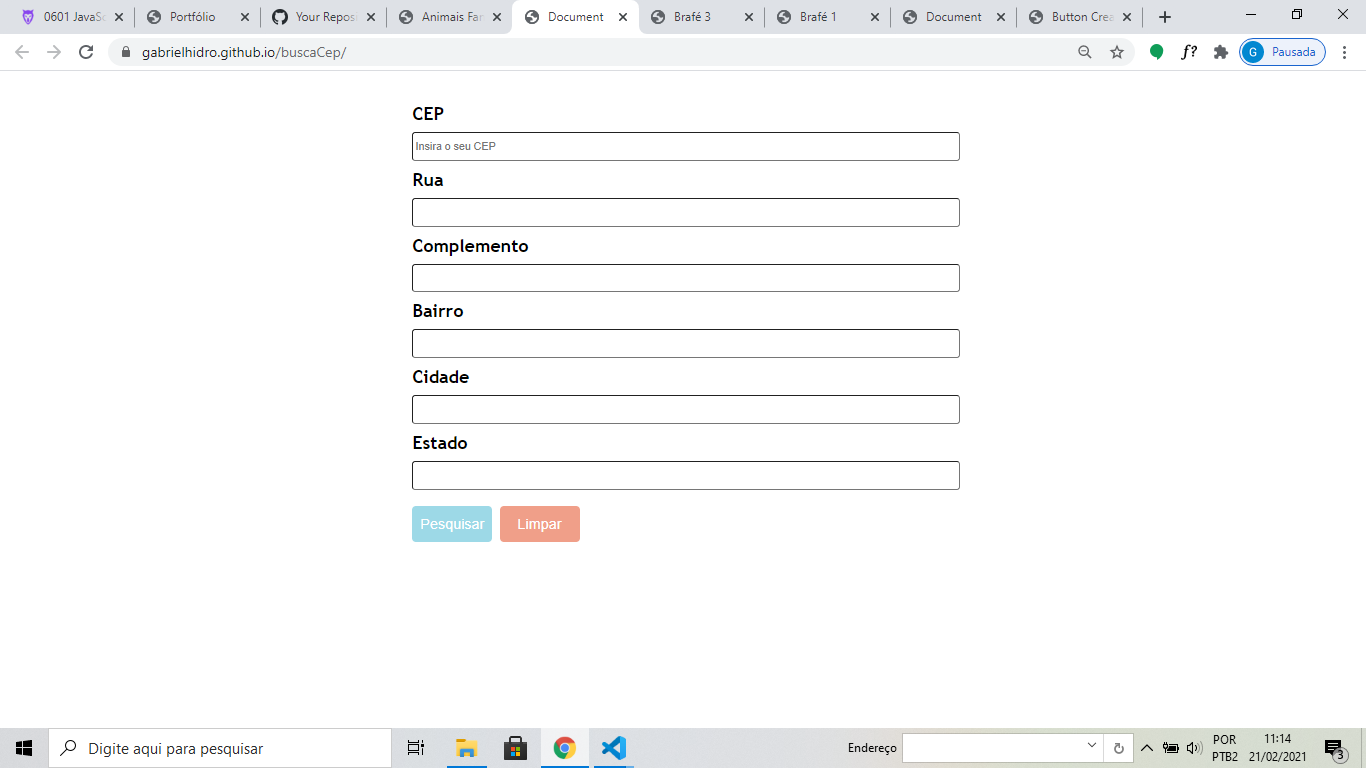 0601 JavaSc
Portfólio
Your Repos
Animais Fan
Document
Brafé 3
Brafé 1
Document
Button Crea
gabrielhidro.github.io/buscaCep/
f?
G Pausada
CEP
Insira o seu CEP
Rua
Complemento
Bairro
Cidade
Estado
Pesquisar
Limpar
Digite aqui para pesquisar
Endereço
POR
PTB2
11:14
21/02/2021
3